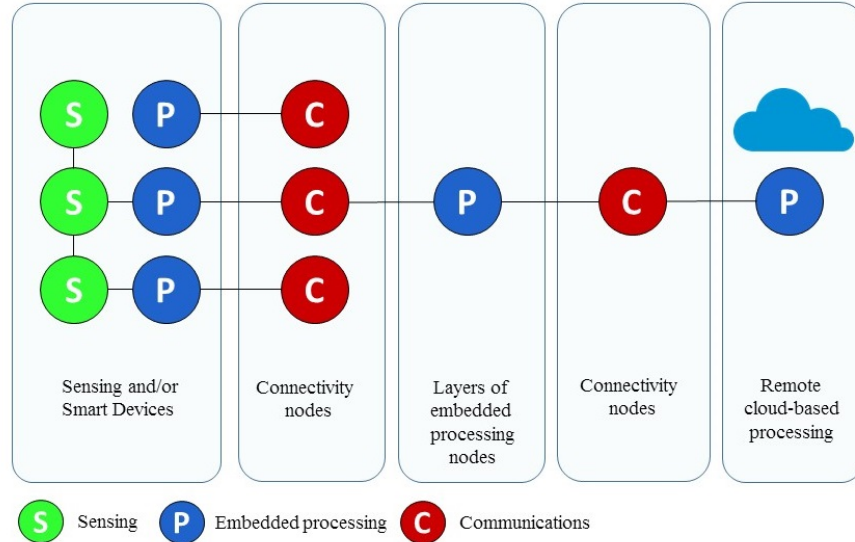 S P C
S P C P C P
S P C
Sensing and/or
Smart Devices
Connectivity
nodes
Layers of
embedded
processing
nodes
Connectivity
nodes
Remote
cloud-based
processing
S Sensing P Embedded processing C Communications